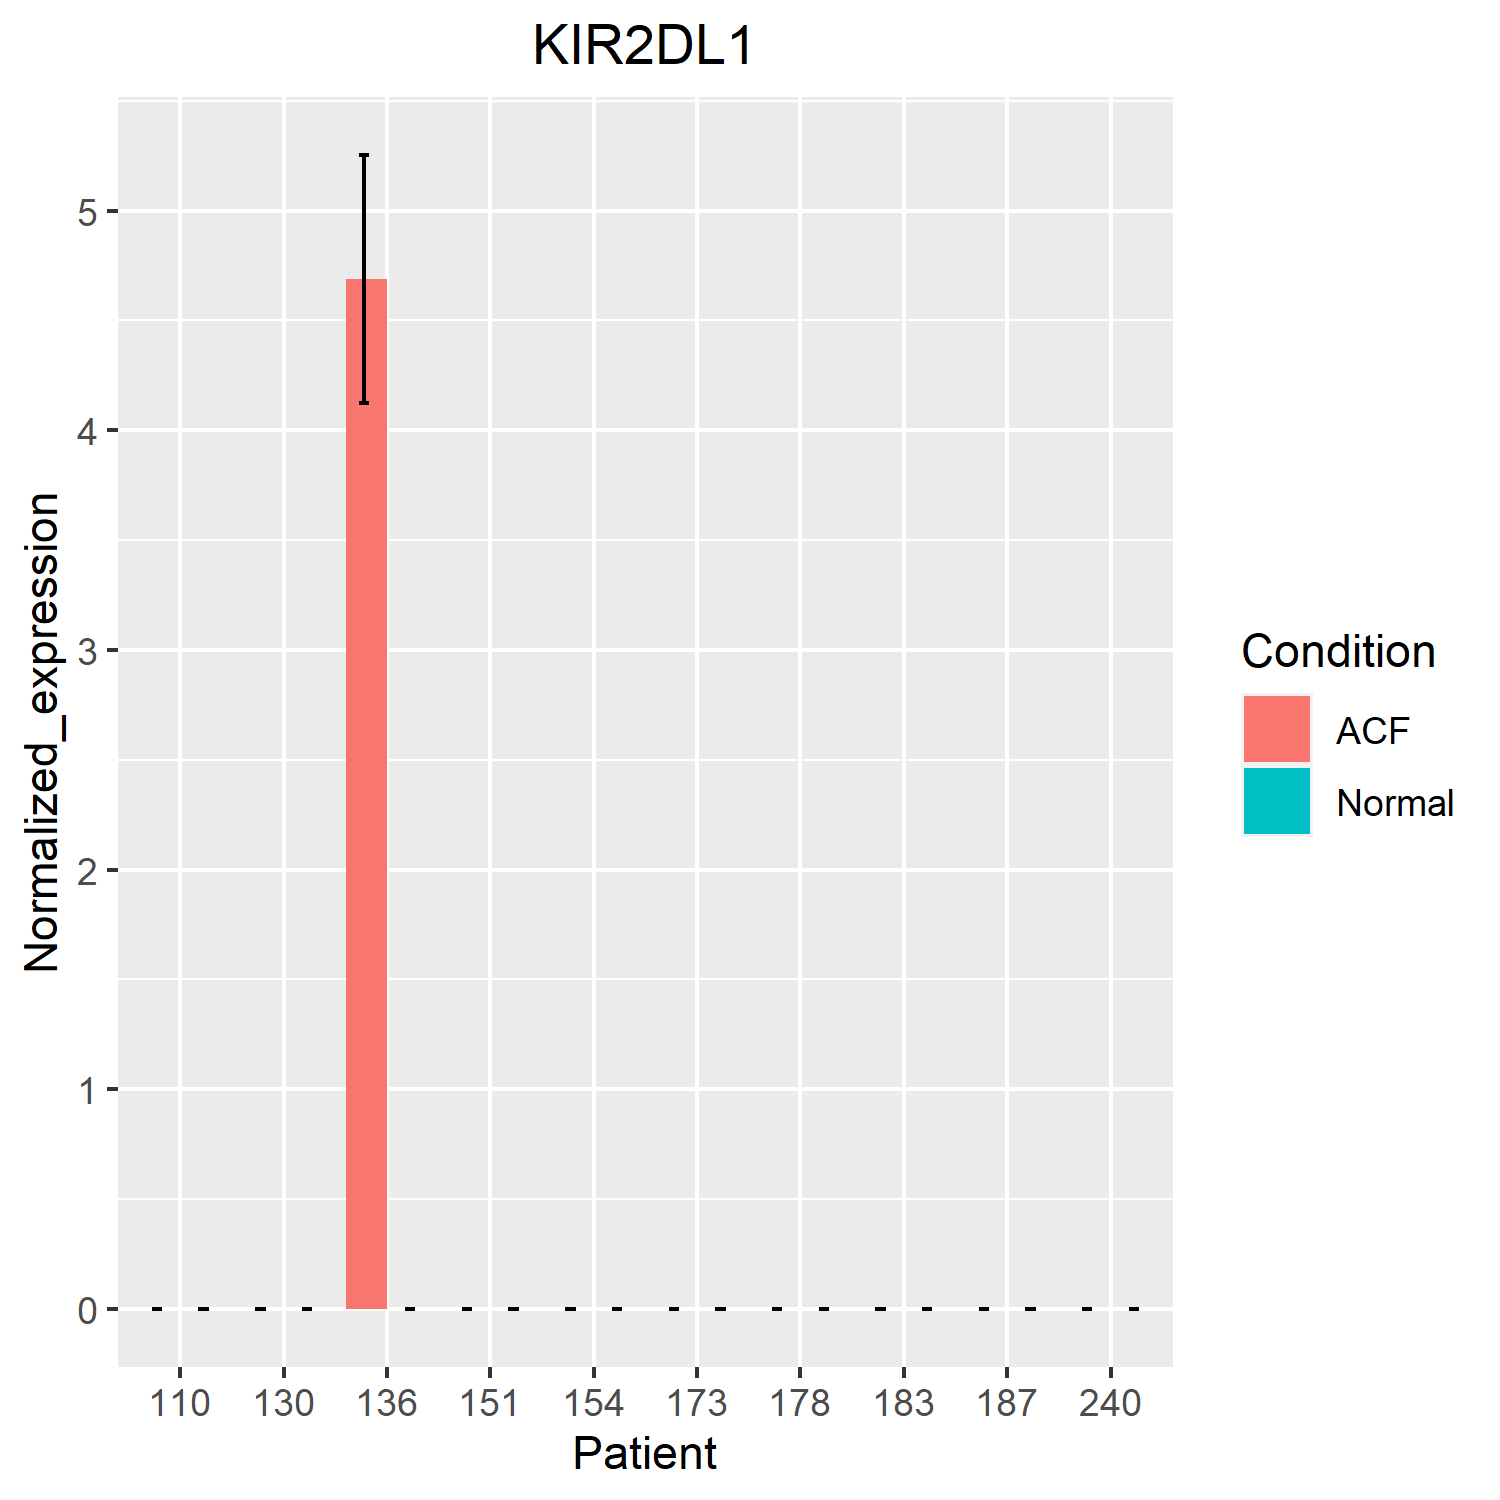 KIR2DL1
Normalized_expression
5
4
3
2
1
0
110 130 136 151 154 173 178 183 187 240
Patient
Condition
ACF
Normal